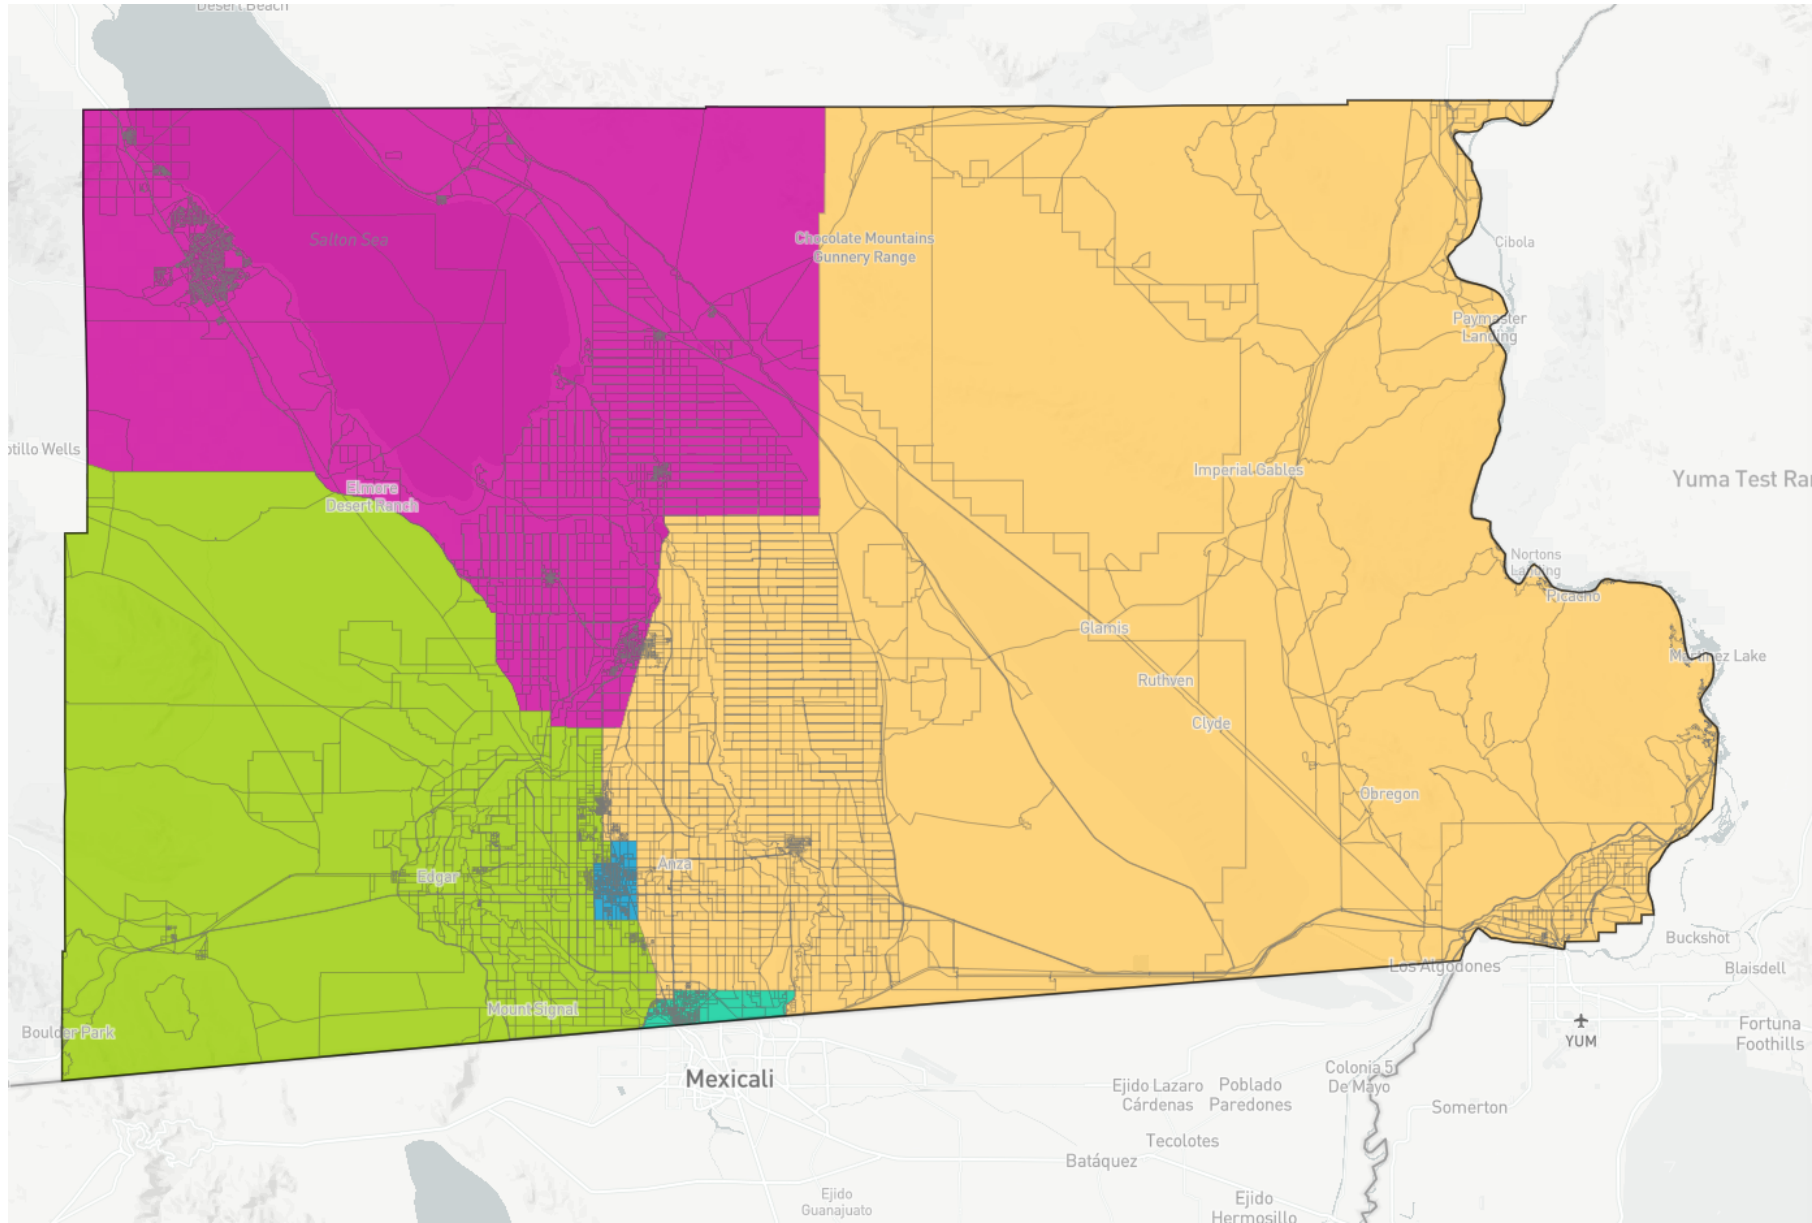 Desert Beach
Salton Sea
Chocolate Mountains
Gunnery Range
Cibola
Paymaster
Landing
otillo Wells
Imperial Gables
Yuma Test Ra
Elmore
Desert Ranch
Nortons
Landing
Picacho
Glamis
Martinez Lake
Ruthven
Clyde
Obregon
Anza
Edgar
Buckshot
Los Algodones
Blaisdell
Mount Signal
Boulder Park
YUM
Fortuna
Foothills
Mexicali
Colonia 5
De Mayo
Ejido Lazaro
Cárdenas
Poblado
Paredones
Somerton
Tecolotes
Batáquez
Ejido
Guanajuato
Ejido
Hermosillo